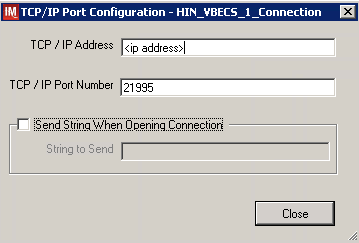 IM TCP/IP Port Configuration - HIN_VBECS_1_Connection
TCP / IP Address <ip address>
TCP / IP Port Number 21995
Send String When Opening Connection
String to Send
Close